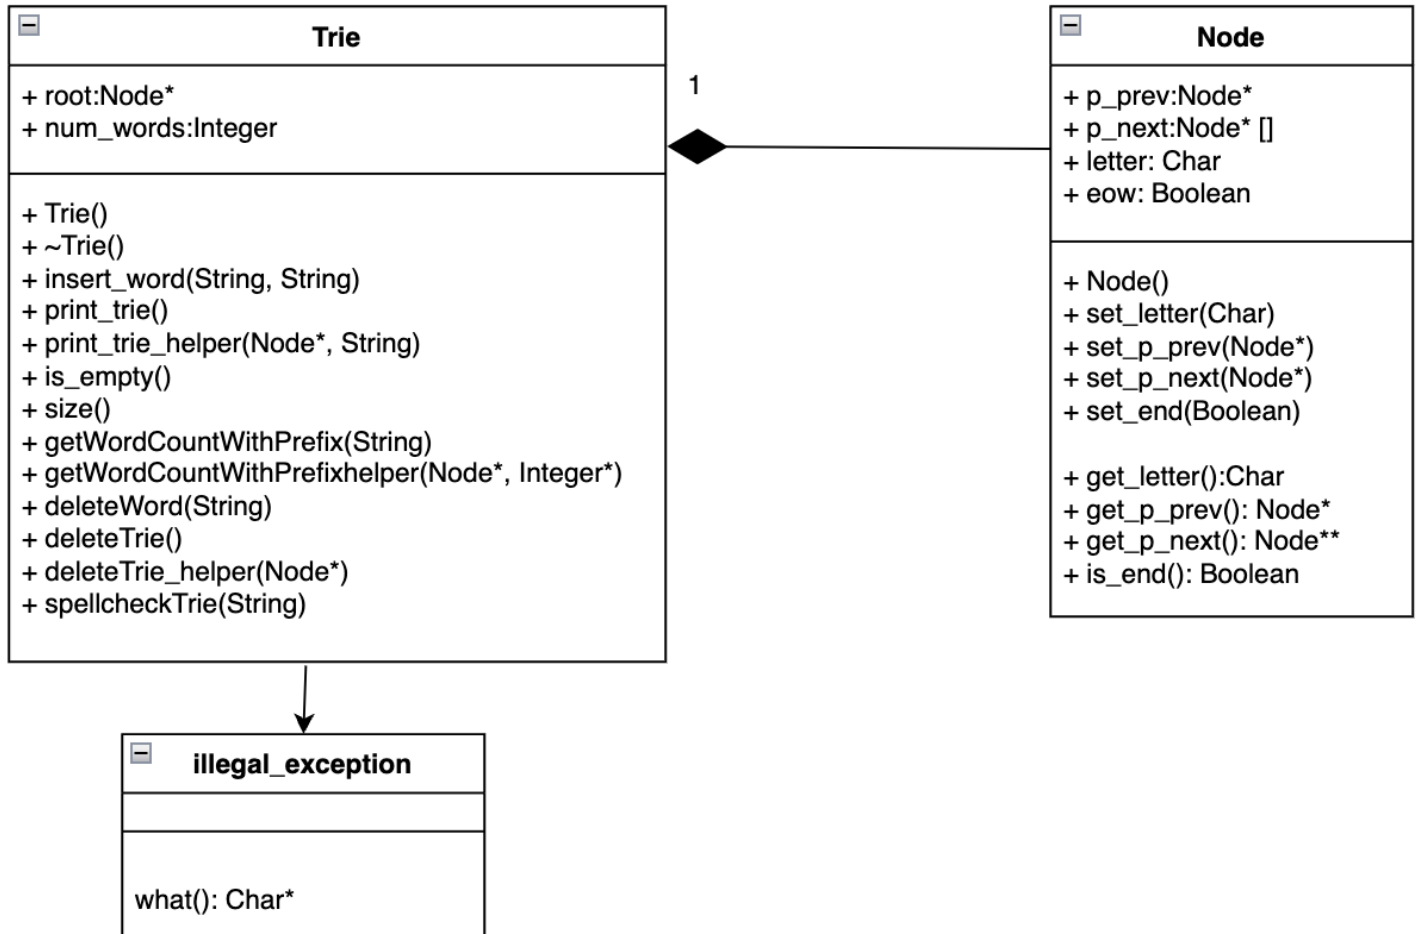 Trie
+ root:Node*
+ num_words:Integer
+ Trie()
+ ~Trie()
+ insert_word(String, String)
+ print_trie()
+ print_trie_helper(Node*, String)
+ is_empty()
+ size()
+ getWordCountWithPrefix(String)
+ getWordCountWithPrefixhelper(Node*, Integer*)
+ deleteWord(String)
+ deleteTrie()
+ deleteTrie_helper(Node*)
+ spellcheckTrie(String)
1
Node
+ p_prev:Node*
+ p_next:Node* []
+ letter: Char
+ eow: Boolean
+ Node()
+ set_letter(Char)
+ set_p_prev(Node*)
+ set_p_next(Node*)
+ set_end(Boolean)
+ get_letter():Char
+ get_p_prev(): Node*
+ get_p_next(): Node**
+ is_end(): Boolean
illegal_exception
what(): Char*